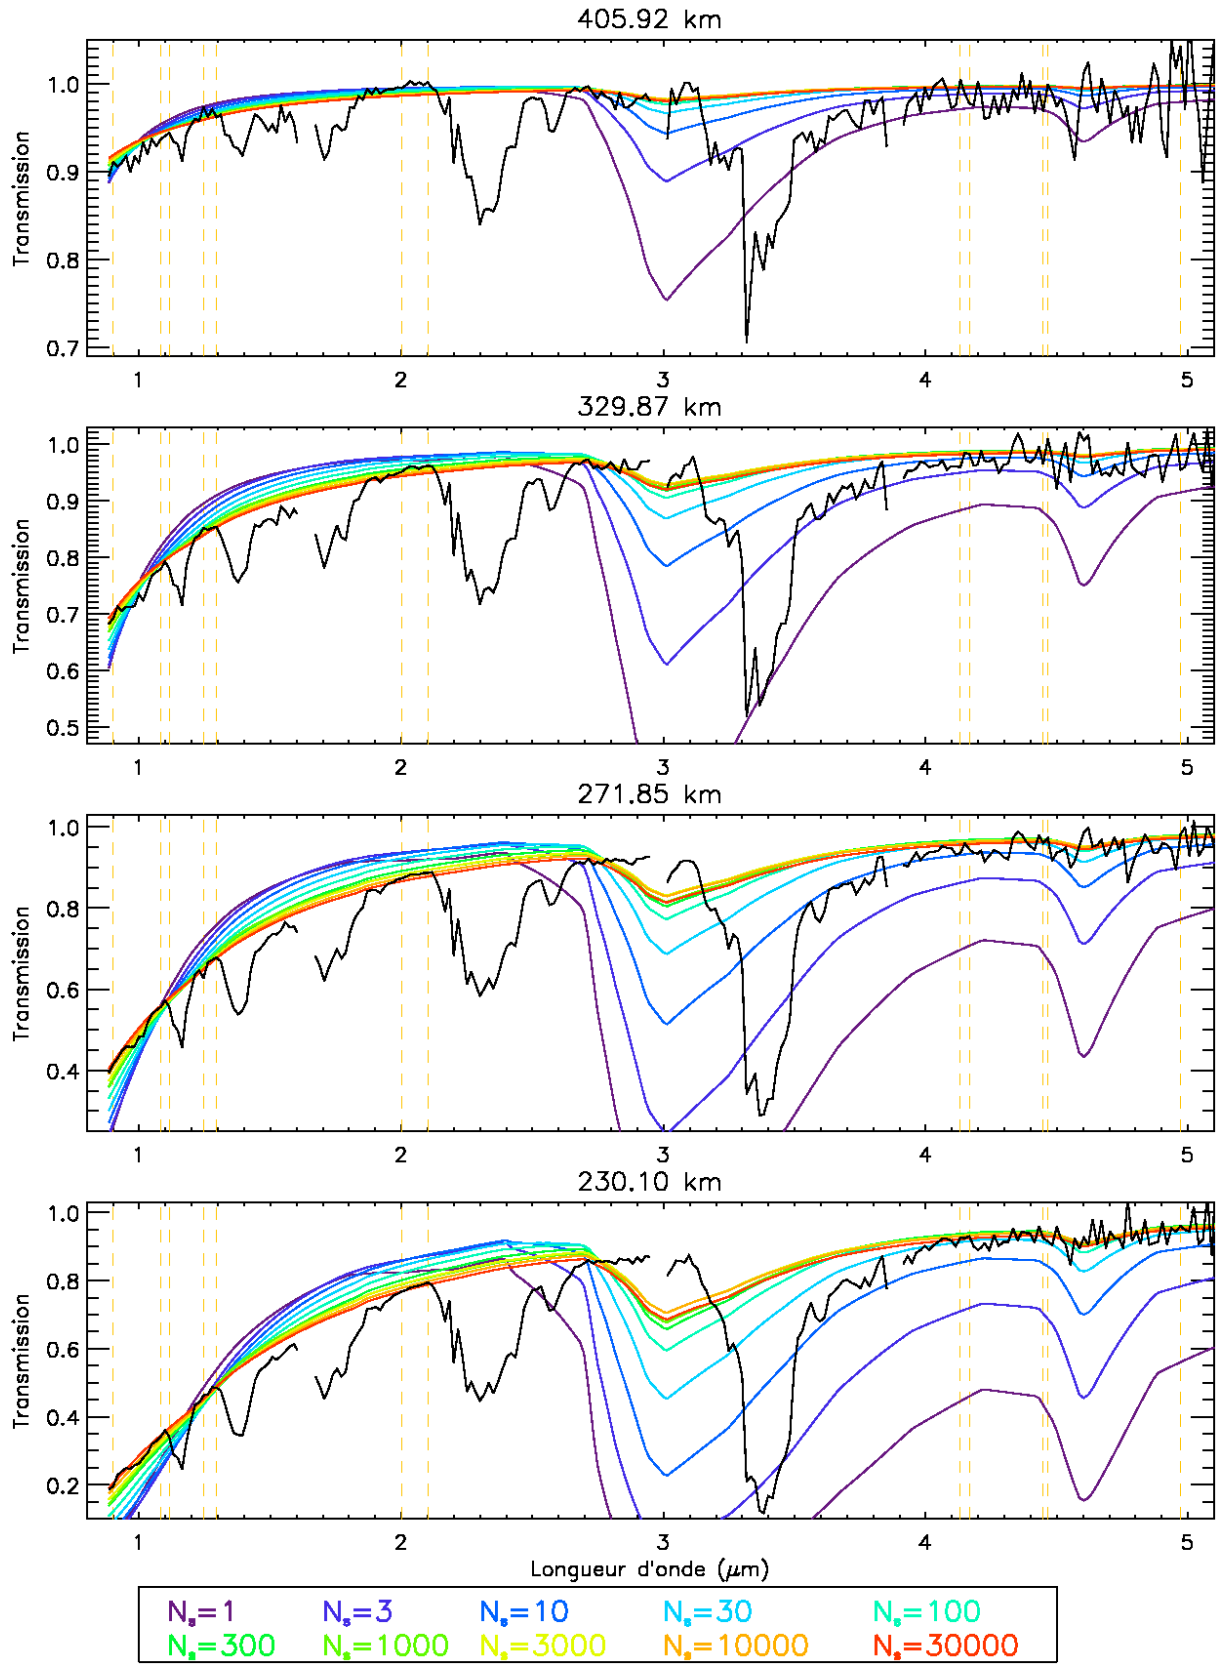 405.92 km
1.0
0.9
0.8
0.7
Transmission
1 2 3 4 5
329.87 km
1.0
0.9
0.8
0.7
0.6
0.5
Transmission
1 2 3 4 5
271.85 km
1.0
0.8
0.6
0.4
Transmission
1 2 3 4 5
230.10 km
1.0
0.8
0.6
0.4
0.2
Transmission
1 2 3 4 5
Longueur d'onde (μm)
Nₛ=1 Nₛ=3 Nₛ=10 Nₛ=30 Nₛ=100
Nₛ=300 Nₛ=1000 Nₛ=3000 Nₛ=10000 Nₛ=30000